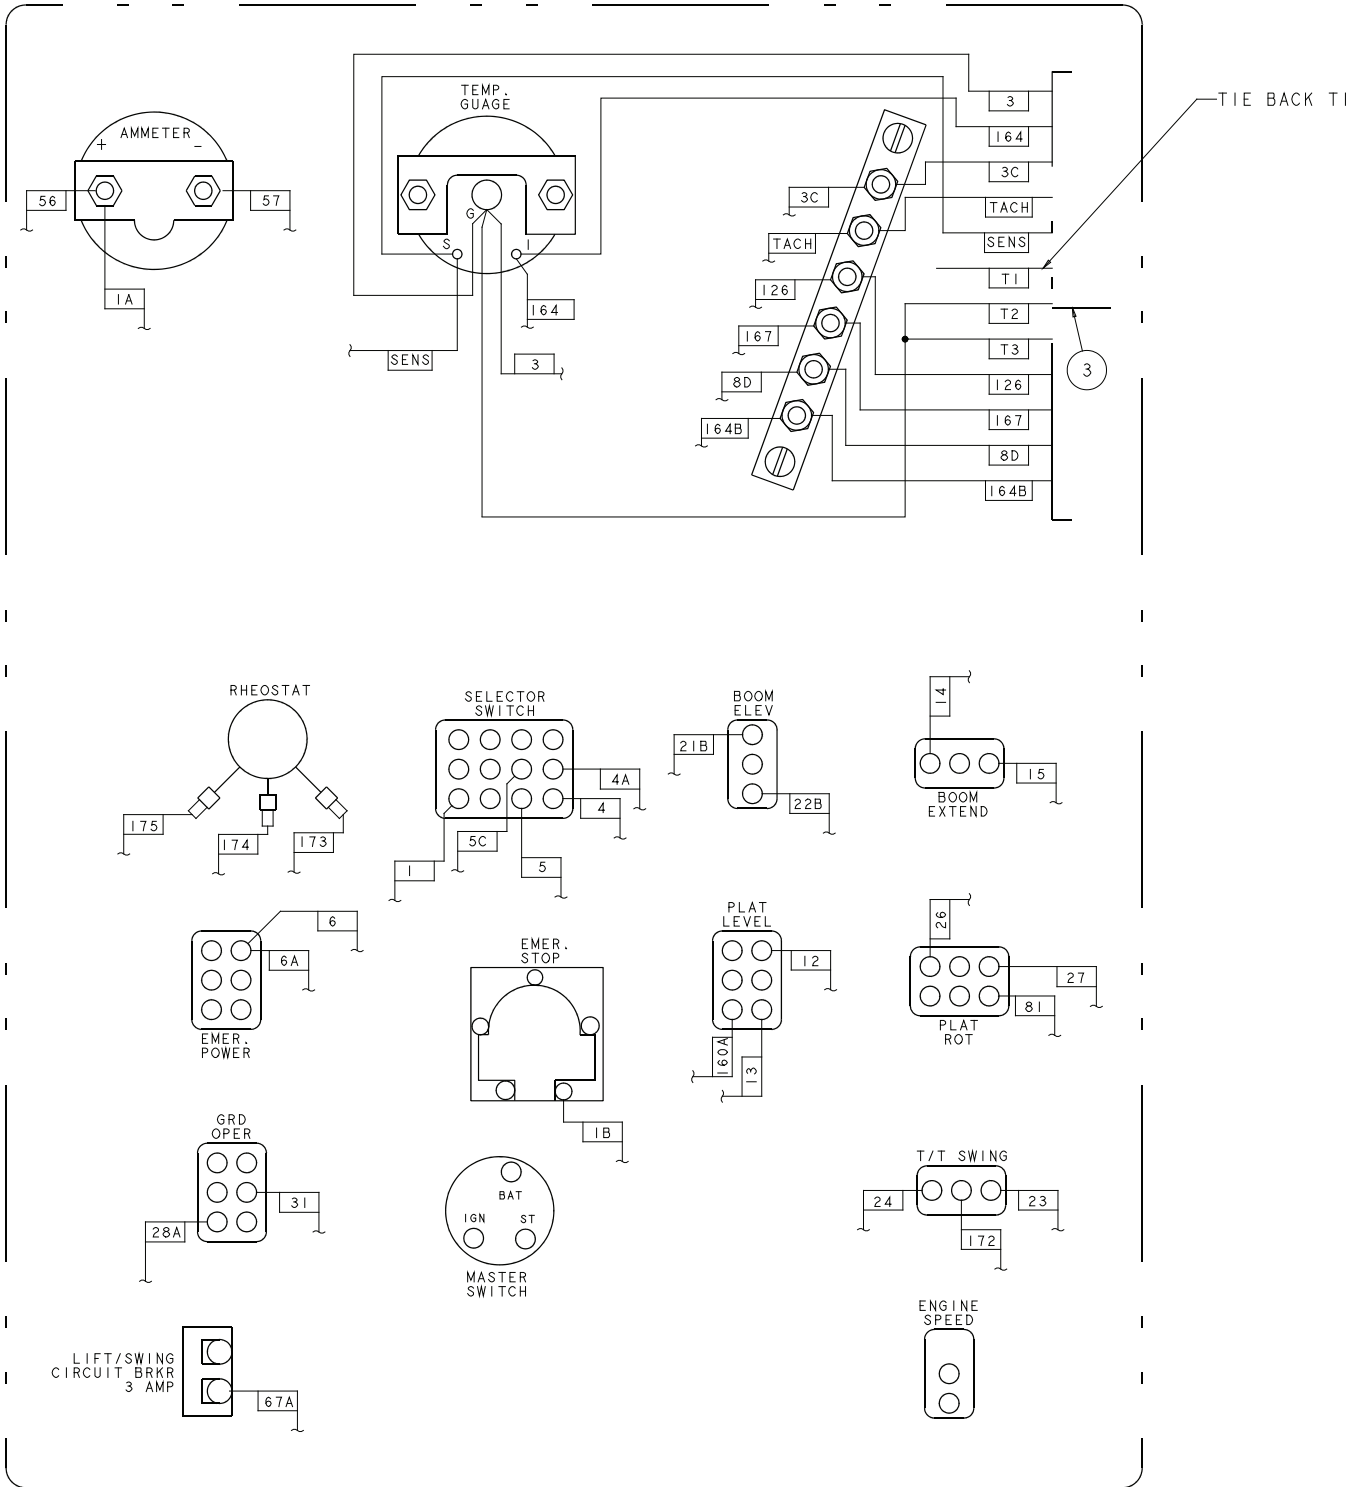 TEMP.
GUAGE
AMMETER
+ -
56
57
1A
G
S
I
164
SENS
3
3
164
3C
TACH
SENS
T1
T2
T3
126
167
8D
164B
TIE BACK T1
3
3C
TACH
126
167
8D
164B
RHEOSTAT
175
174
173
SELECTOR
SWITCH
4A
4
5C
5
1
BOOM
ELEV
21B
22B
14
15
BOOM
EXTEND
6
6A
EMER.
POWER
EMER.
STOP
1B
PLAT
LEVEL
12
160A
13
26
27
81
PLAT
ROT
GRD
OPER
31
28A
BAT
IGN
ST
MASTER
SWITCH
T/T SWING
24
23
172
ENGINE
SPEED
LIFT/SWING
CIRCUIT BRKR
3 AMP
67A